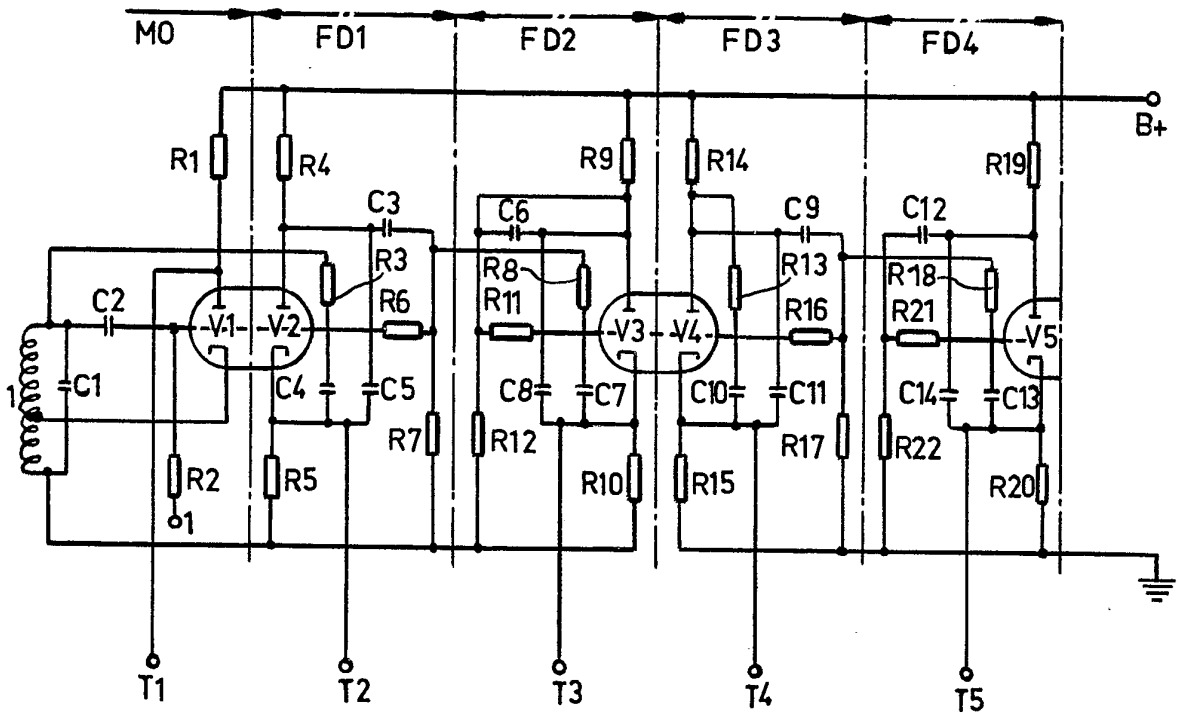 MO FD1 FD2 FD3 FD4
B+
R1 R4 R9 R14 R19
C3 C6 C9 C12
R3 R8 R13 R18
C2 R6 R11 R16 R21
V1 V2 V3 V4 V5
1 C1 C4 C5 C8 C7 C10 C11 C14 C13
R7 R12 R17 R22
R2 R5 R10 R15 R20
1
T1 T2 T3 T4 T5